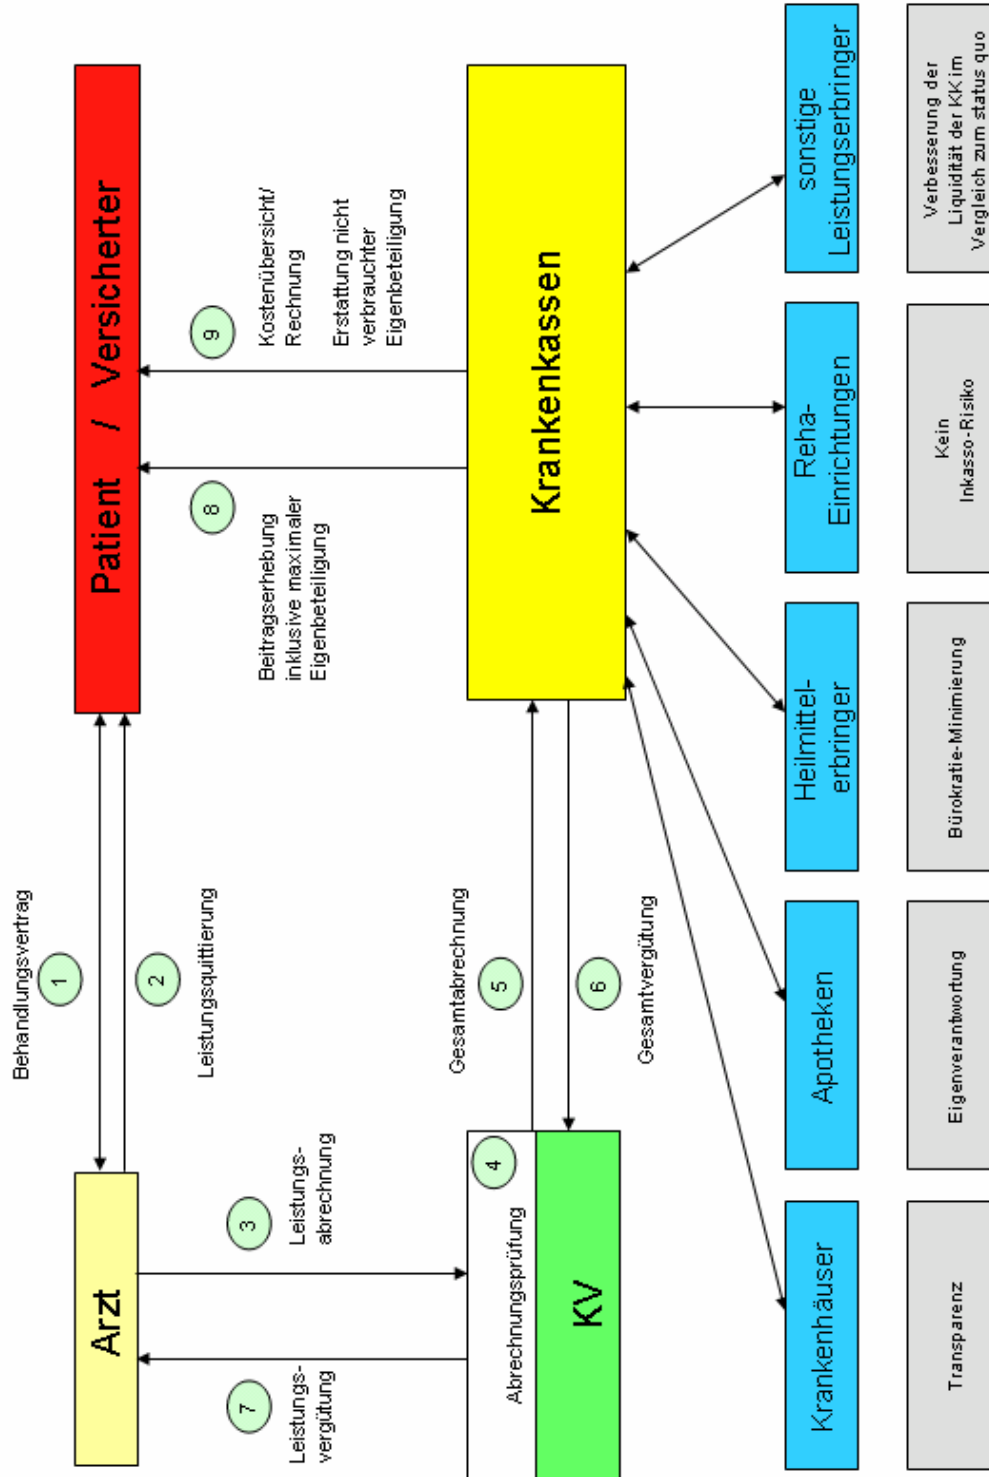 Arzt
Patient / Versicherter
Behandlungsvertrag
1
2
Leistungsquittierung
7
Leistungs-
vergütung
3
Leistungs-
abrechnung
8
Beitragserhebung
inklusive maximaler
Eigenbeteiligung
9
Kostenübersicht/
Rechnung
Erstattung nicht
verbrauchter
Eigenbeteiligung
Abrechnungsprüfung
4
KV
Gesamtabrechnung
5
6
Gesamtvergütung
Krankenkassen
Krankenhäuser
Apotheken
Heilmittel-
erbringer
Reha-
Einrichtungen
sonstige
Leistungserbringer
Transparenz
Eigenverantwortung
Bürokratie-Minimierung
Kein
Inkasso-Risiko
Verbesserung der
Liquidität der KK im
Vergleich zum status quo